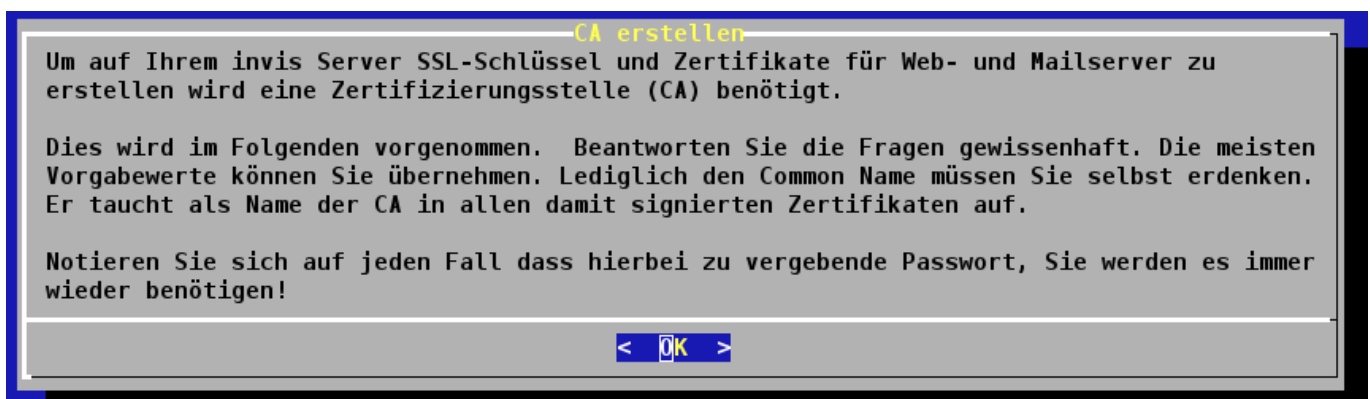 CA erstellen
Um auf Ihrem invis Server SSL-Schlüssel und Zertifikate für Web- und Mailserver zu
erstellen wird eine Zertifizierungsstelle (CA) benötigt.
Dies wird im Folgenden vorgenommen.  Beantworten Sie die Fragen gewissenhaft. Die meisten
Vorgabewerte können Sie übernehmen. Lediglich den Common Name müssen Sie selbst erdenken.
Er taucht als Name der CA in allen damit signierten Zertifikaten auf.
Notieren Sie sich auf jeden Fall dass hierbei zu vergebende Passwort, Sie werden es immer
wieder benötigen!
<  OK  >